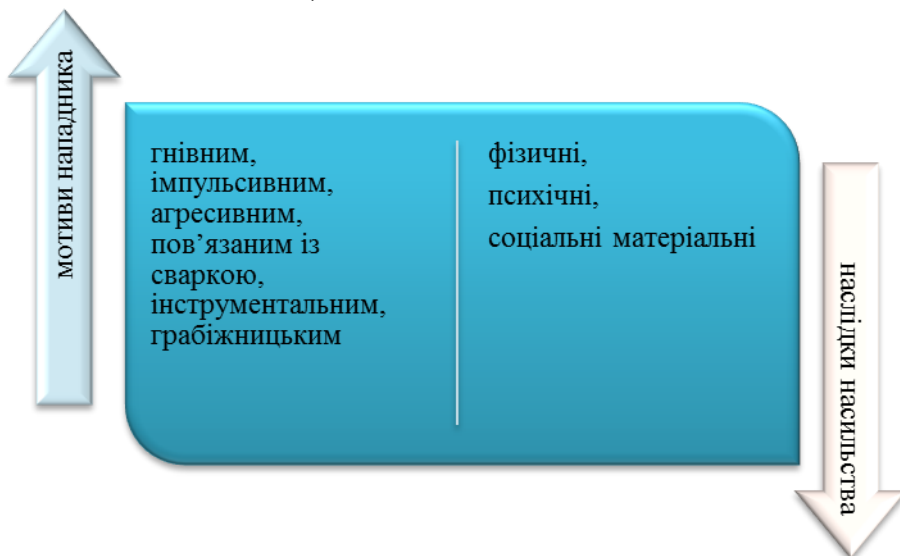 мотиви нападника
гнівним,
імпульсивним,
агресивним,
пов’язаним із
сваркою,
інструментальним,
грабіжницьким
фізичні,
психічні,
соціальні матеріальні
наслідки насильства